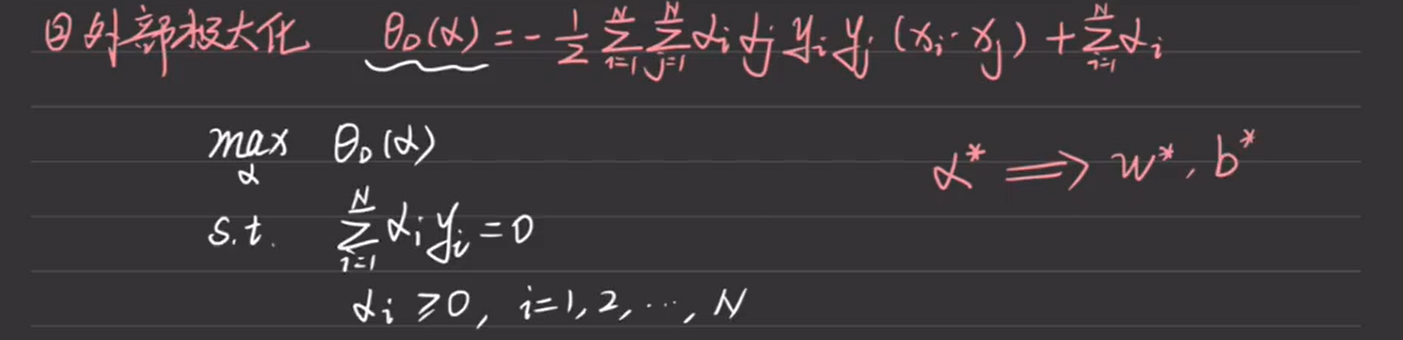 ② 外部极大化 θ_D(α) = - 1/2 ∑_{i=1}^{N} ∑_{j=1}^{N} α_i α_j y_i y_j (x_i · x_j) + ∑_{i=1}^{N} α_i
max_α θ_D(α)
α* ⟹ w*, b*
s.t. ∑_{i=1}^{N} α_i y_i = 0
α_i ⩾ 0, i=1,2,⋯,N